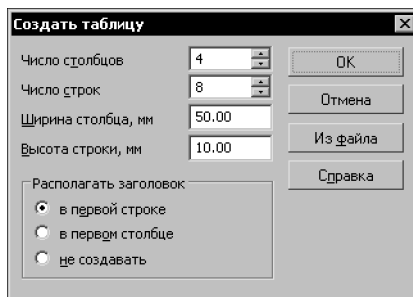 Создать таблицу
Число столбцов 4
Число строк 8
Ширина столбца, мм 50.00
Высота строки, мм 10.00
Располагать заголовок
в первой строке
в первом столбце
не создавать
OK
Отмена
Из файла
Справка